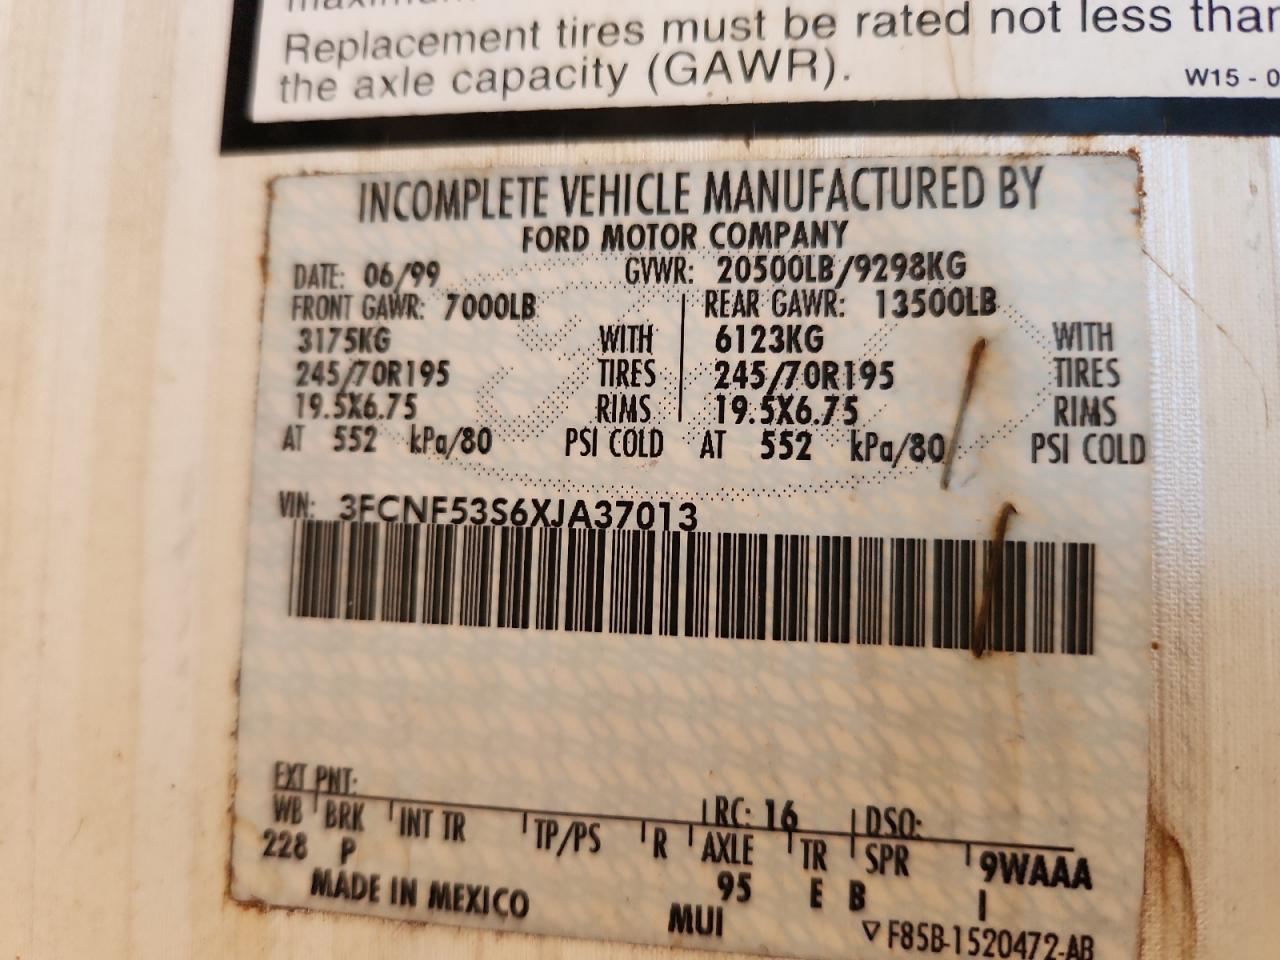 Replacement tires must be rated not less than
the axle capacity (GAWR).
W15 - 0
INCOMPLETE VEHICLE MANUFACTURED BY
FORD MOTOR COMPANY
DATE: 06/99 GVWR: 20500LB/9298KG
FRONT GAWR: 7000LB REAR GAWR: 13500LB
3175KG WITH 6123KG WITH
245/70R195 TIRES 245/70R195 TIRES
19.5X6.75 RIMS 19.5X6.75 RIMS
AT 552 kPa/80 PSI COLD AT 552 kPa/80 PSI COLD
VIN: 3FCNF53S6XJA37013
EXT PNT: RC: 16 DSO:
WB BRK INT TR TP/PS R AXLE TR SPR 9WAAA
228 P 95 E B I
MADE IN MEXICO MUI ▽ F85B-1520472-AB